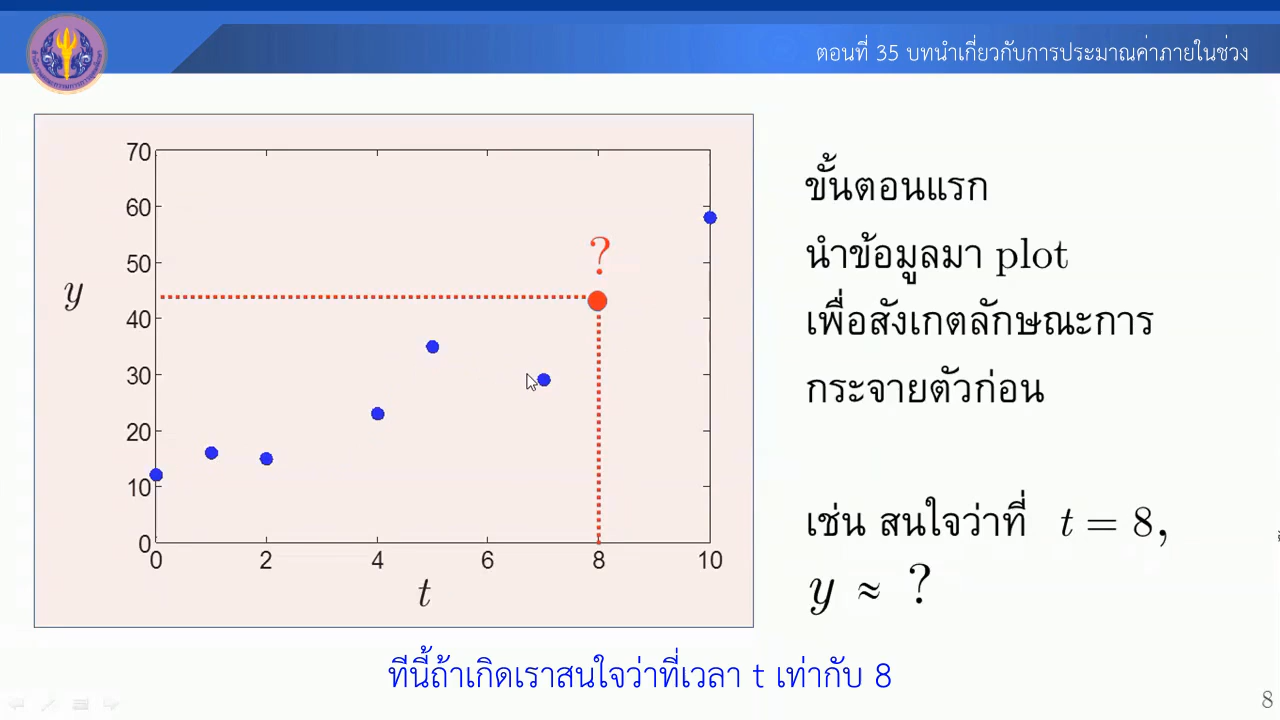 ตอนที่ 35 บทนำเกี่ยวกับการประมาณค่าภายในช่วง
70
60
50
40
30
20
10
0
y
?
0 2 4 6 8 10
t
ขั้นตอนแรก
นำข้อมูลมา plot
เพื่อสังเกตลักษณะการ
กระจายตัวก่อน
เช่น สนใจว่าที่ t = 8,
y ≈ ?
ทีนี้ถ้าเกิดเราสนใจว่าที่เวลา t เท่ากับ 8
8